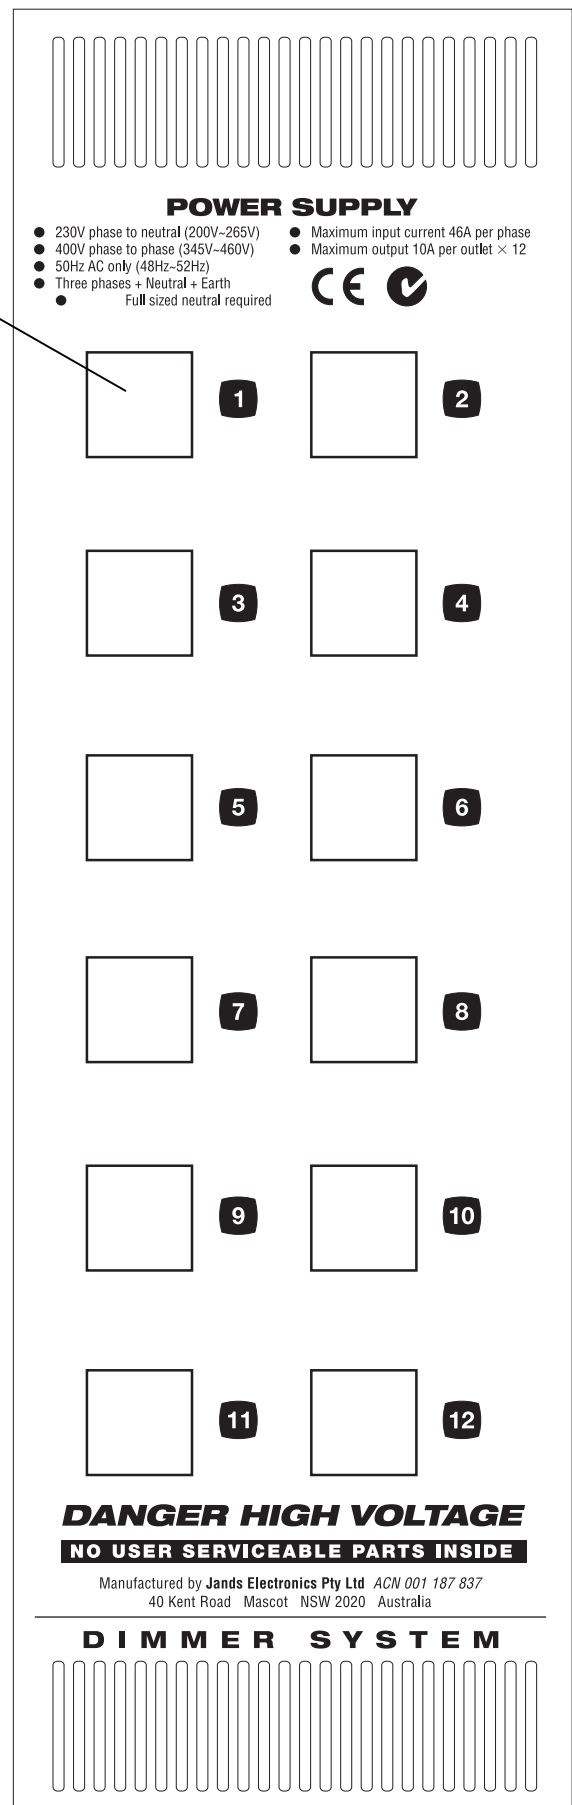 POWER SUPPLY
● 230V phase to neutral (200V~265V)
● 400V phase to phase (345V~460V)
● 50Hz AC only (48Hz~52Hz)
● Three phases + Neutral + Earth
● Full sized neutral required
● Maximum input current 46A per phase
● Maximum output 10A per outlet × 12
CE
1 2
3 4
5 6
7 8
9 10
11 12
DANGER HIGH VOLTAGE
NO USER SERVICEABLE PARTS INSIDE
Manufactured by Jands Electronics Pty Ltd ACN 001 187 837
40 Kent Road Mascot NSW 2020 Australia
DIMMER SYSTEM